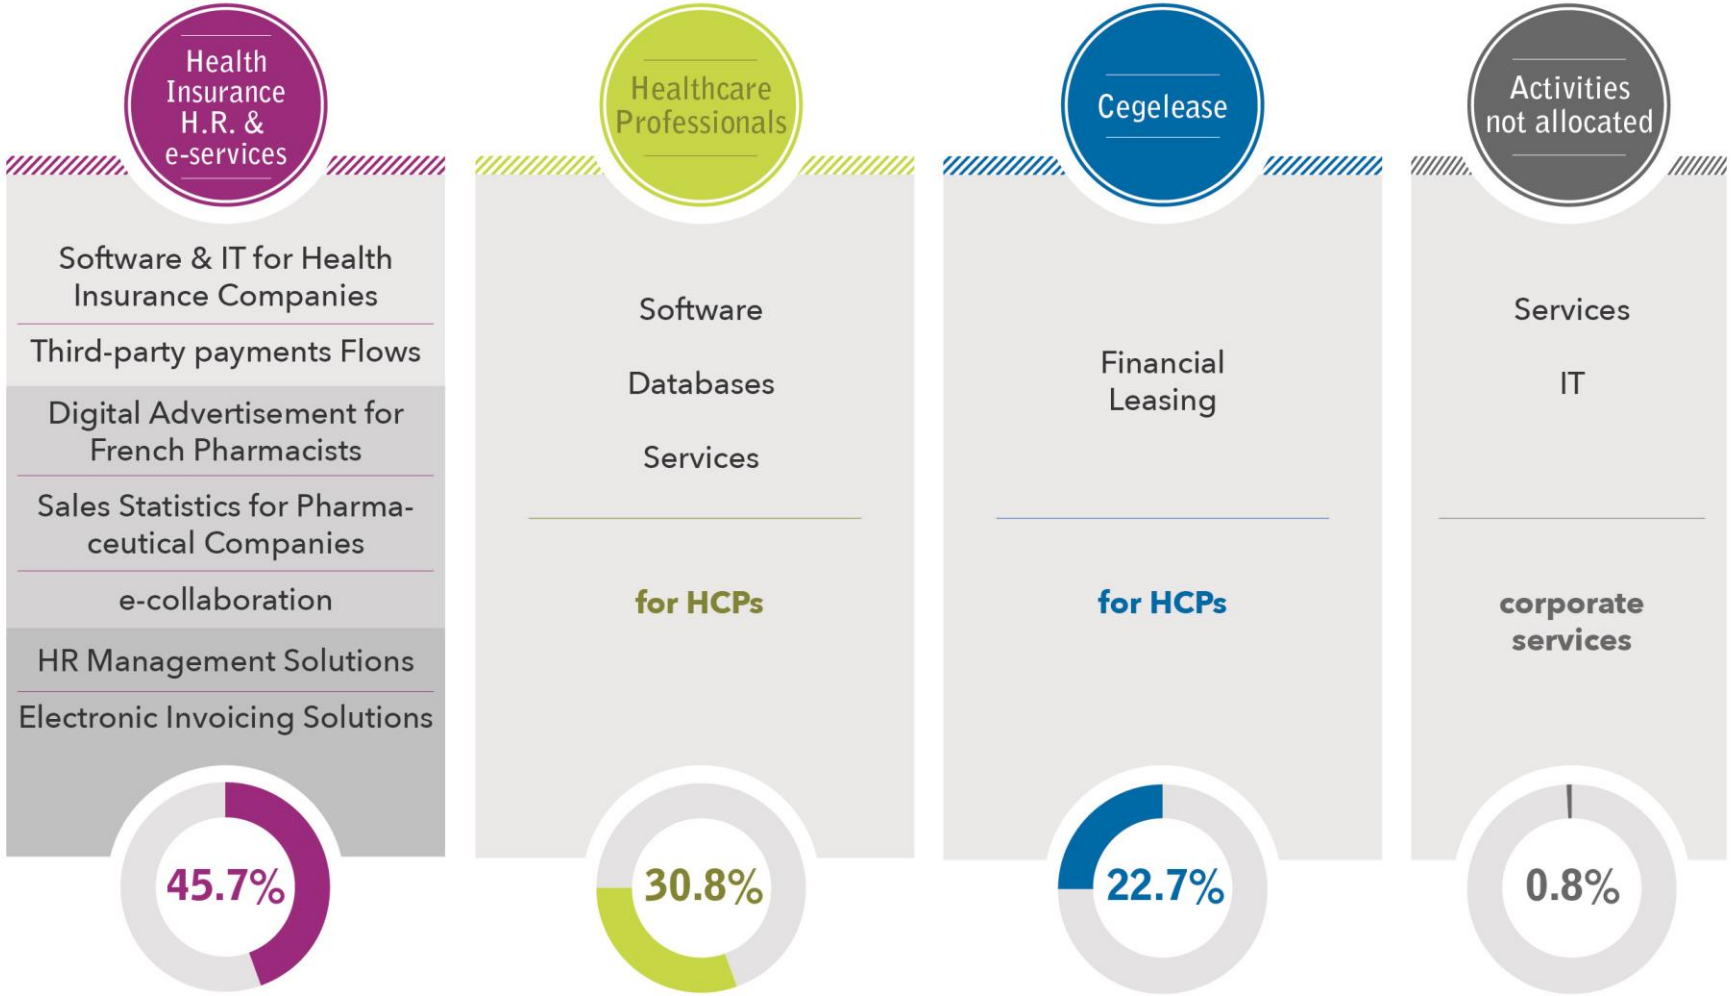 Health
Insurance
H.R. &
e-services
Software & IT for Health
Insurance Companies
Third-party payments Flows
Digital Advertisement for
French Pharmacists
Sales Statistics for Pharma-
ceutical Companies
e-collaboration
HR Management Solutions
Electronic Invoicing Solutions
45.7%
Healthcare
Professionals
Software
Databases
Services
for HCPs
30.8%
Cegelease
Financial
Leasing
for HCPs
22.7%
Activities
not allocated
Services
IT
corporate
services
0.8%